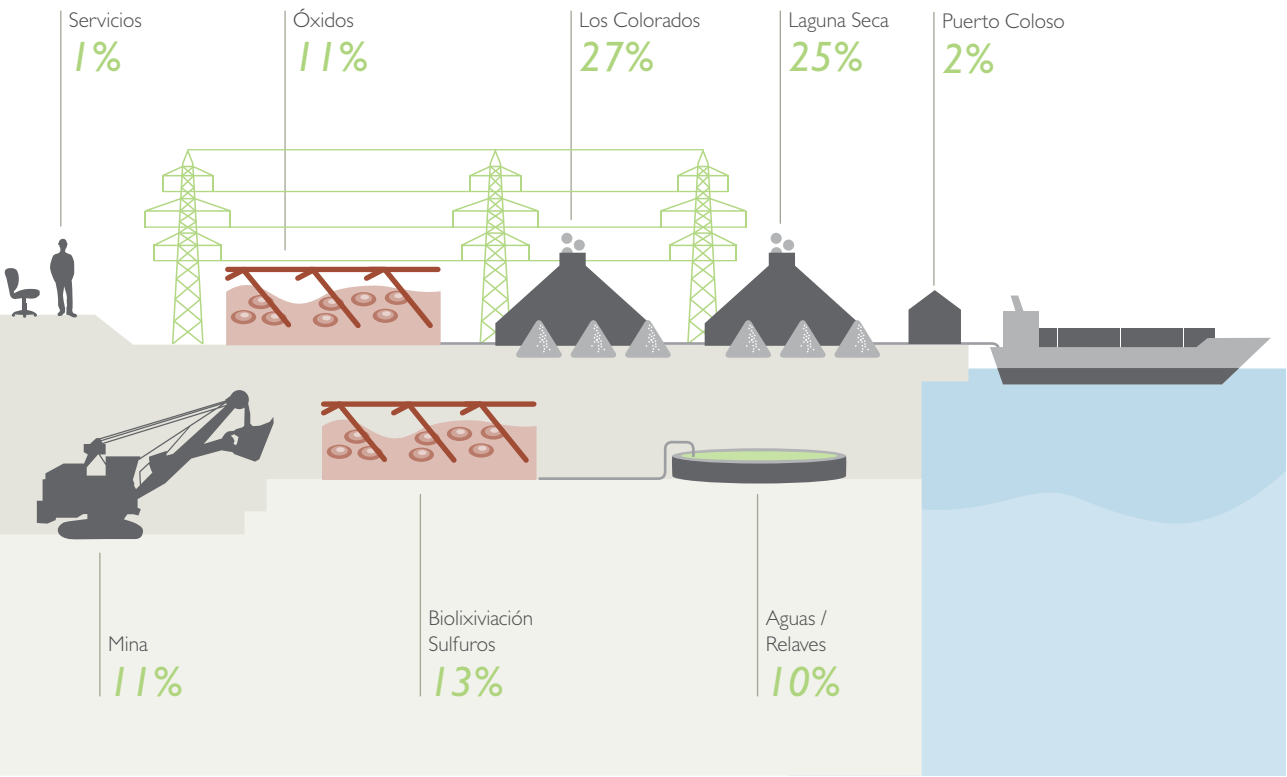 Servicios
1%
Óxidos
11%
Los Colorados
27%
Laguna Seca
25%
Puerto Coloso
2%
Mina
11%
Biolixiviación
Sulfuros
13%
Aguas /
Relaves
10%